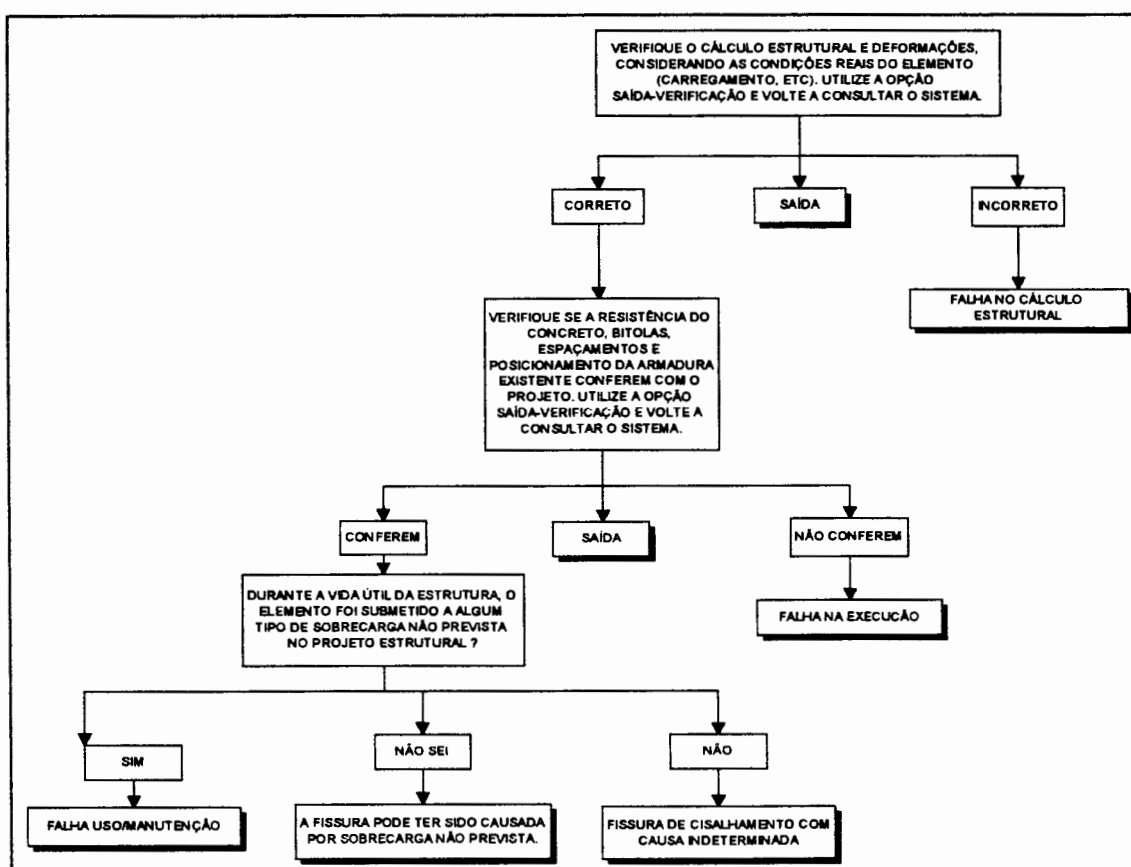 VERIFIQUE O CÁLCULO ESTRUTURAL E DEFORMAÇÕES,
CONSIDERANDO AS CONDIÇÕES REAIS DO ELEMENTO
(CARREGAMENTO, ETC). UTILIZE A OPÇÃO
SAÍDA-VERIFICAÇÃO E VOLTE A CONSULTAR O SISTEMA.
CORRETO
SAÍDA
INCORRETO
FALHA NO CÁLCULO
ESTRUTURAL
VERIFIQUE SE A RESISTÊNCIA DO
CONCRETO, BITOLAS,
ESPAÇAMENTOS E
POSICIONAMENTO DA ARMADURA
EXISTENTE CONFEREM COM O
PROJETO. UTILIZE A OPÇÃO
SAÍDA-VERIFICAÇÃO E VOLTE A
CONSULTAR O SISTEMA.
CONFEREM
SAÍDA
NÃO CONFEREM
DURANTE A VIDA ÚTIL DA ESTRUTURA, O
ELEMENTO FOI SUBMETIDO A ALGUM
TIPO DE SOBRECARGA NÃO PREVISTA
NO PROJETO ESTRUTURAL ?
FALHA NA EXECUCÃO
SIM
NÃO SEI
NÃO
FALHA USO/MANUTENÇÃO
A FISSURA PODE TER SIDO CAUSADA
POR SOBRECARGA NÃO PREVISTA.
FISSURA DE CISALHAMENTO COM
CAUSA INDETERMINADA